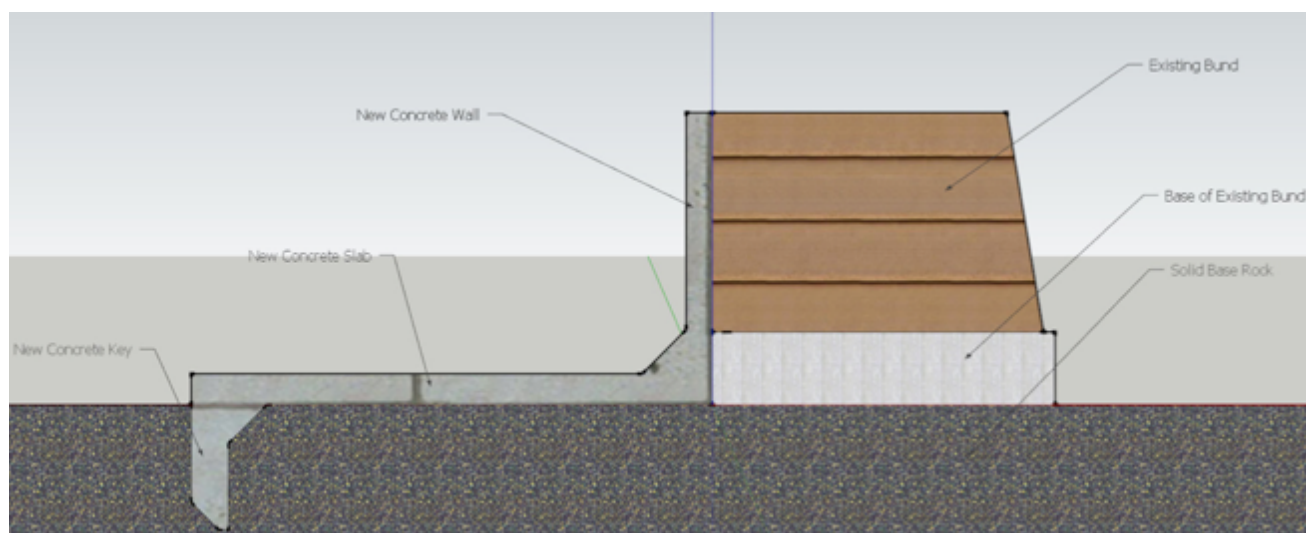 Existing Bund
New Concrete Wall
Base of Existing Bund
New Concrete Slab
Solid Base Rock
New Concrete Key